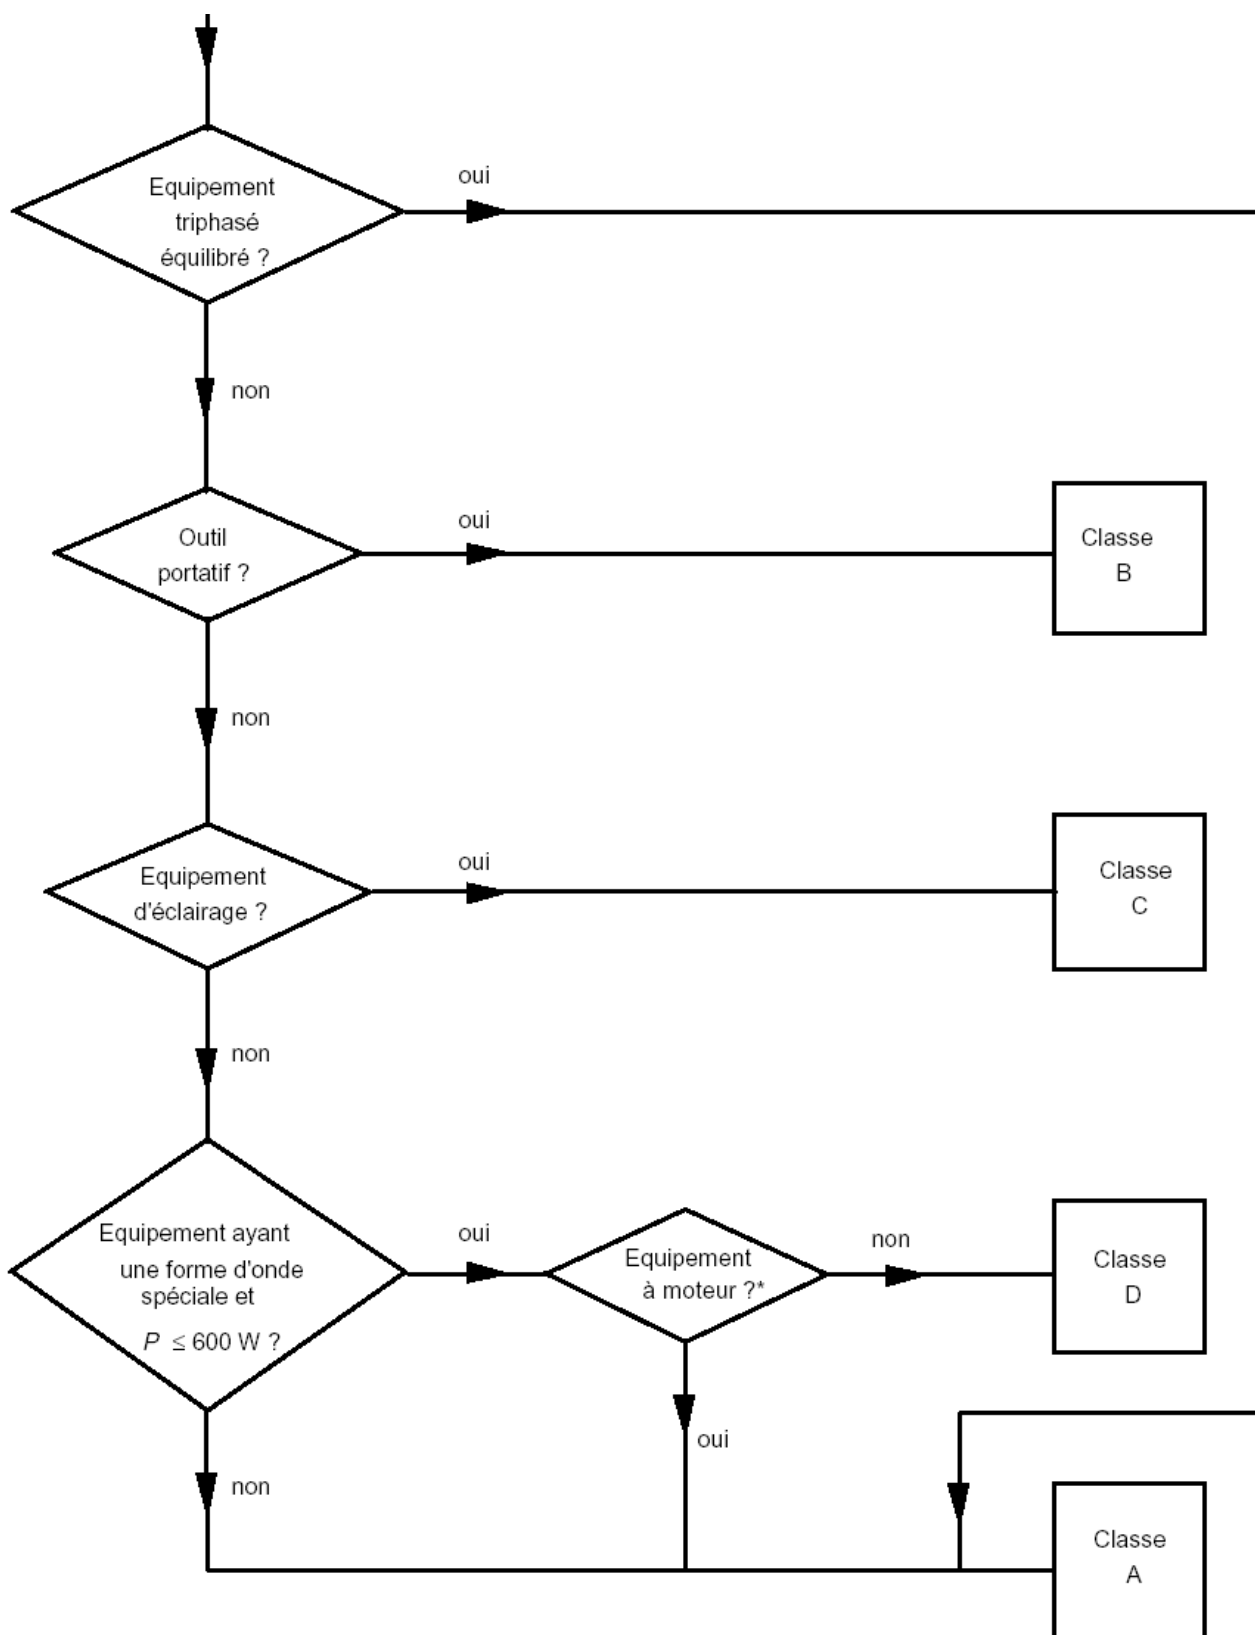 Equipement
triphasé
équilibré ?
oui
non
Outil
portatif ?
oui
Classe
B
non
Equipement
d'éclairage ?
oui
Classe
C
non
Equipement ayant
une forme d'onde
spéciale et
P ≤ 600 W ?
oui
Equipement
à moteur ?*
non
Classe
D
oui
non
Classe
A